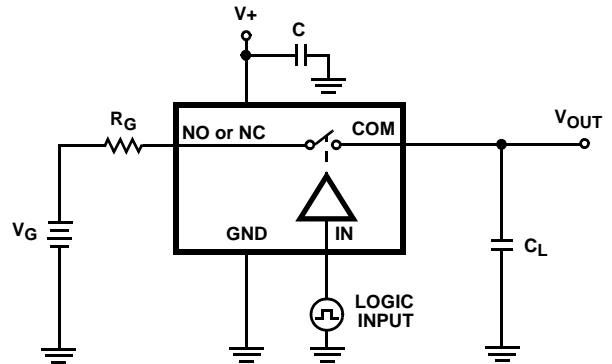 V+
C
RG
NO or NC
COM
VOUT
VG
GND
IN
CL
LOGIC
INPUT